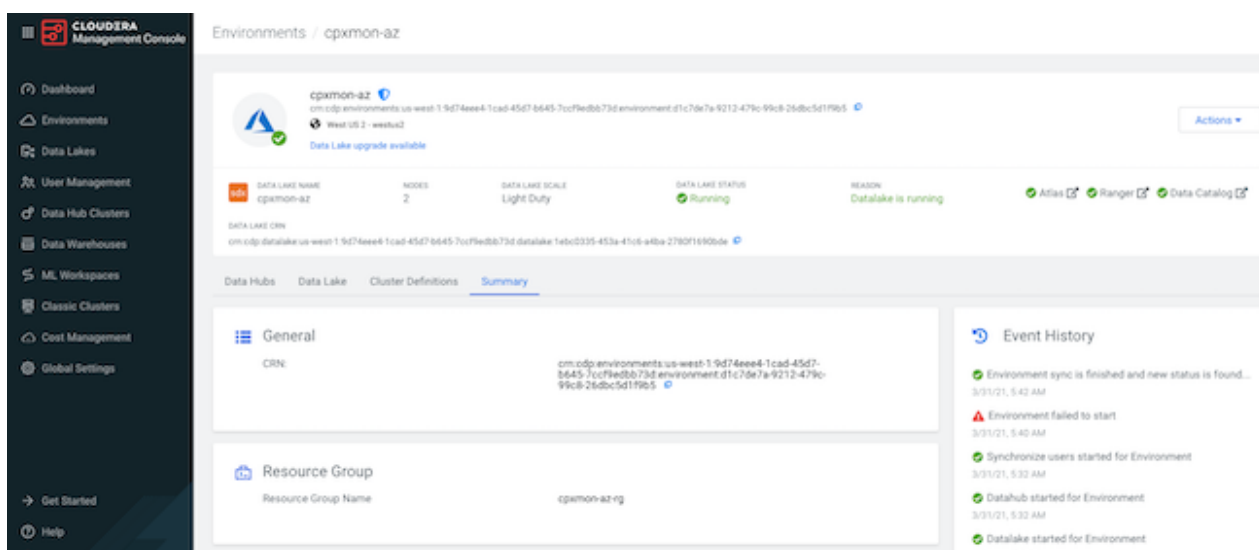 CLOUDERA
Management Console
Environments / cpxmon-az
Dashboard
Environments
Data Lakes
User Management
Data Hub Clusters
Data Warehouses
ML Workspaces
Classic Clusters
Cost Management
Global Settings
Get Started
Help
cpxmon-az
crn:cdp:environments:us-west-1:9d74eee4-1cad-45d7-b645-7ccf9edbb73d:environment:d1c7de7a-9212-479c-99c8-26dbc5d1f9b5
West US 2 - westus2
Data Lake upgrade available
Actions
sdx
DATA LAKE NAME
cpxmon-az
NODES
2
DATA LAKE SCALE
Light Duty
DATA LAKE STATUS
Running
REASON
Datalake is running
Atlas Ranger Data Catalog
DATA LAKE CRN
crn:cdp:datalake:us-west-1:9d74eee4-1cad-45d7-b645-7ccf9edbb73d:datalake:1ebc0335-453a-41c6-a4ba-2780f1690bde
Data Hubs Data Lake Cluster Definitions Summary
General
CRN:
crn:cdp:environments:us-west-1:9d74eee4-1cad-45d7-
b645-7ccf9edbb73d:environment:d1c7de7a-9212-479c-
99c8-26dbc5d1f9b5
Resource Group
Resource Group Name
cpxmon-az-rg
Event History
Environment sync is finished and new status is found...
3/31/21, 5:42 AM
Environment failed to start
3/31/21, 5:40 AM
Synchronize users started for Environment
3/31/21, 5:32 AM
Datahub started for Environment
3/31/21, 5:32 AM
Datalake started for Environment